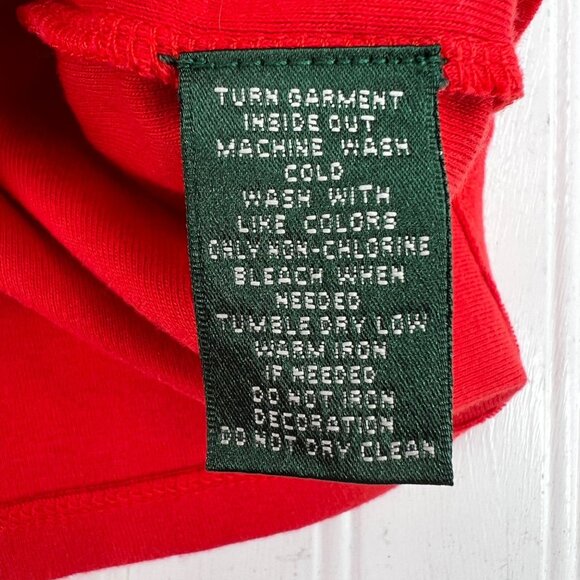 TURN GARMENT
INSIDE OUT
MACHINE WASH
COLD
WASH WITH
LIKE COLORS
ONLY NON-CHLORINE
BLEACH WHEN
NEEDED
TUMBLE DRY LOW
WARM IRON
IF NEEDED
DO NOT IRON
DECORATION
DO NOT DRY CLEAN